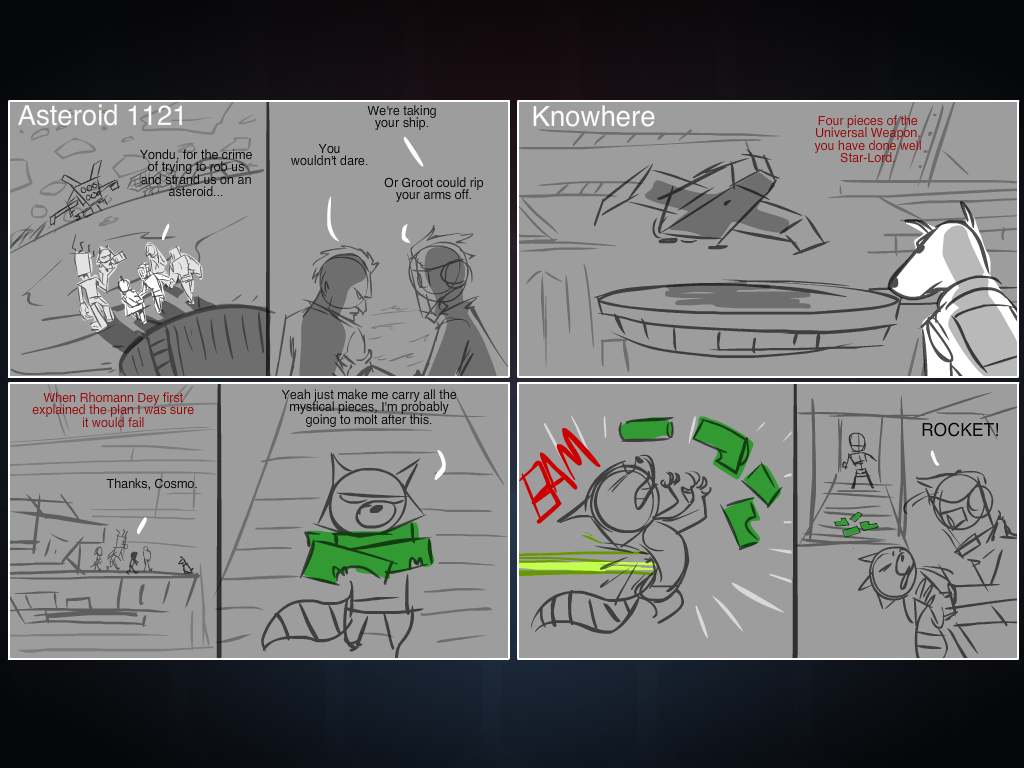 Asteroid 1121
Yondu, for the crime
of trying to rob us
and strand us on an
asteroid...
We're taking
your ship.
You
wouldn't dare.
Or Groot could rip
your arms off.
Knowhere
Four pieces of the
Universal Weapon,
you have done well
Star-Lord.
When Rhomann Dey first
explained the plan I was sure
it would fail
Thanks, Cosmo.
Yeah just make me carry all the
mystical pieces, I'm probably
going to molt after this.
BAM
ROCKET!